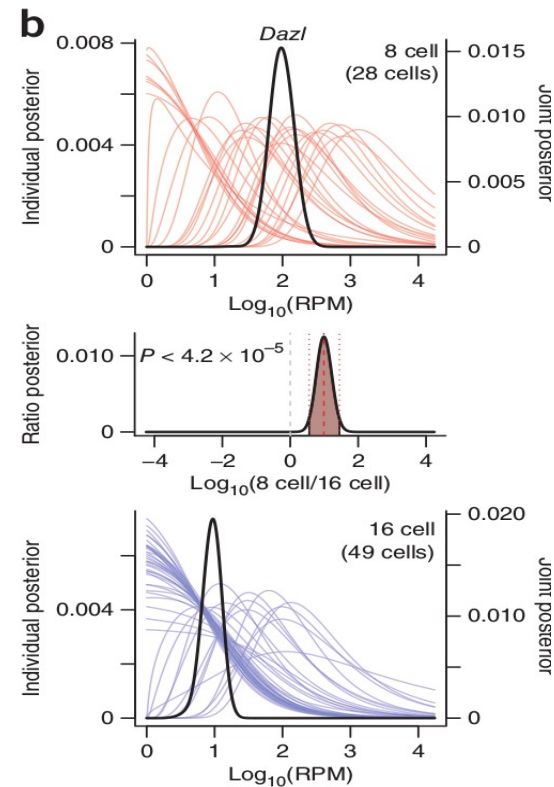 b
Dazl
8 cell
(28 cells)
Individual posterior
0.008
0.004
0
0.015
0.010
0.005
0
Joint posterior
0 1 2 3 4
Log10(RPM)
P < 4.2 × 10–5
Ratio posterior
0.010
0
–4 –2 0 2 4
Log10(8 cell/16 cell)
16 cell
(49 cells)
Individual posterior
0.004
0
0.020
0.010
0
Joint posterior
0 1 2 3 4
Log10(RPM)